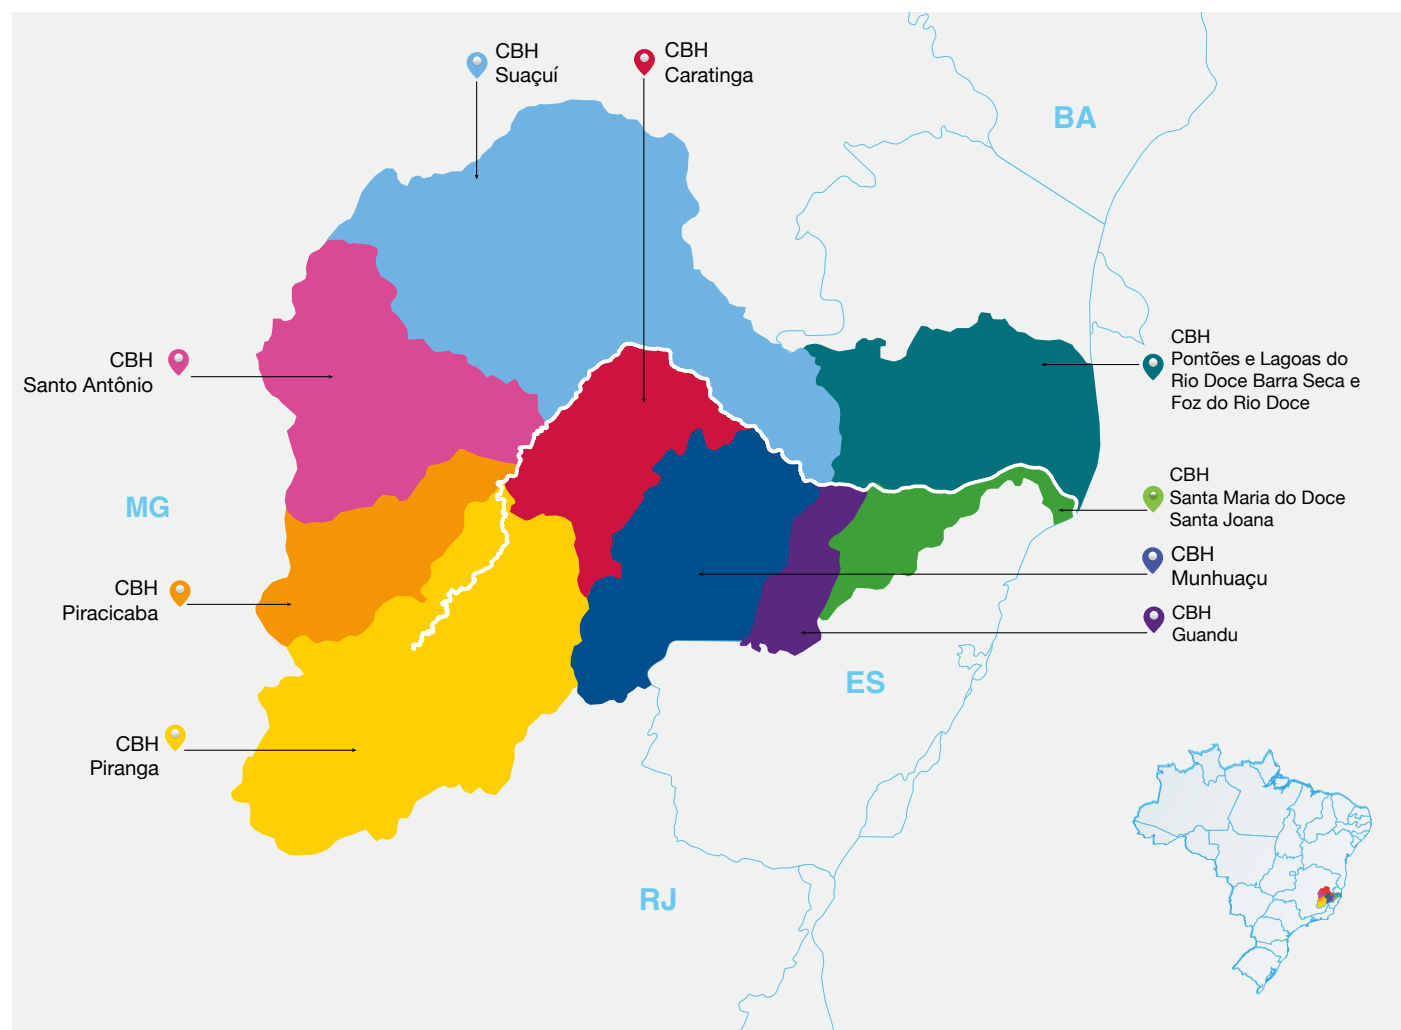 CBH
Suaçuí
CBH
Caratinga
BA
CBH
Pontões e Lagoas do
Rio Doce Barra Seca e
Foz do Rio Doce
CBH
Santo Antônio
MG
CBH
Santa Maria do Doce
Santa Joana
CBH
Munhuaçu
CBH
Piracicaba
CBH
Guandu
ES
CBH
Piranga
RJ